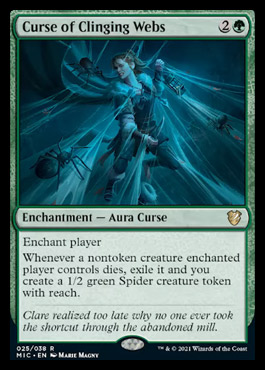 Curse of Clinging Webs 2
Enchantment — Aura Curse
Enchant player
Whenever a nontoken creature enchanted
player controls dies, exile it and you
create a 1/2 green Spider creature token
with reach.
Clare realized too late why no one ever took
the shortcut through the abandoned mill.
025/038 R
MIC • EN Marie Magny
™ & © 2021 Wizards of the Coast